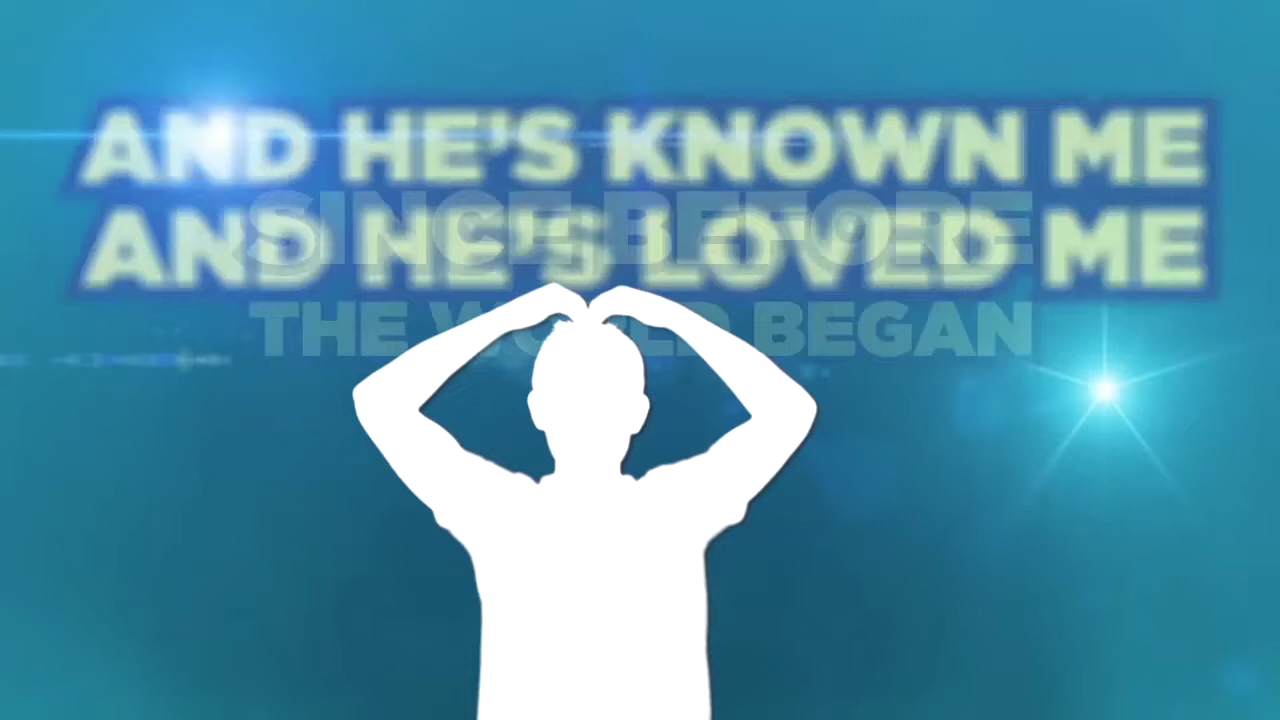 AND HE'S KNOWN ME
SINCE BEFORE
AND HE'S LOVED ME
THE WORLD BEGAN